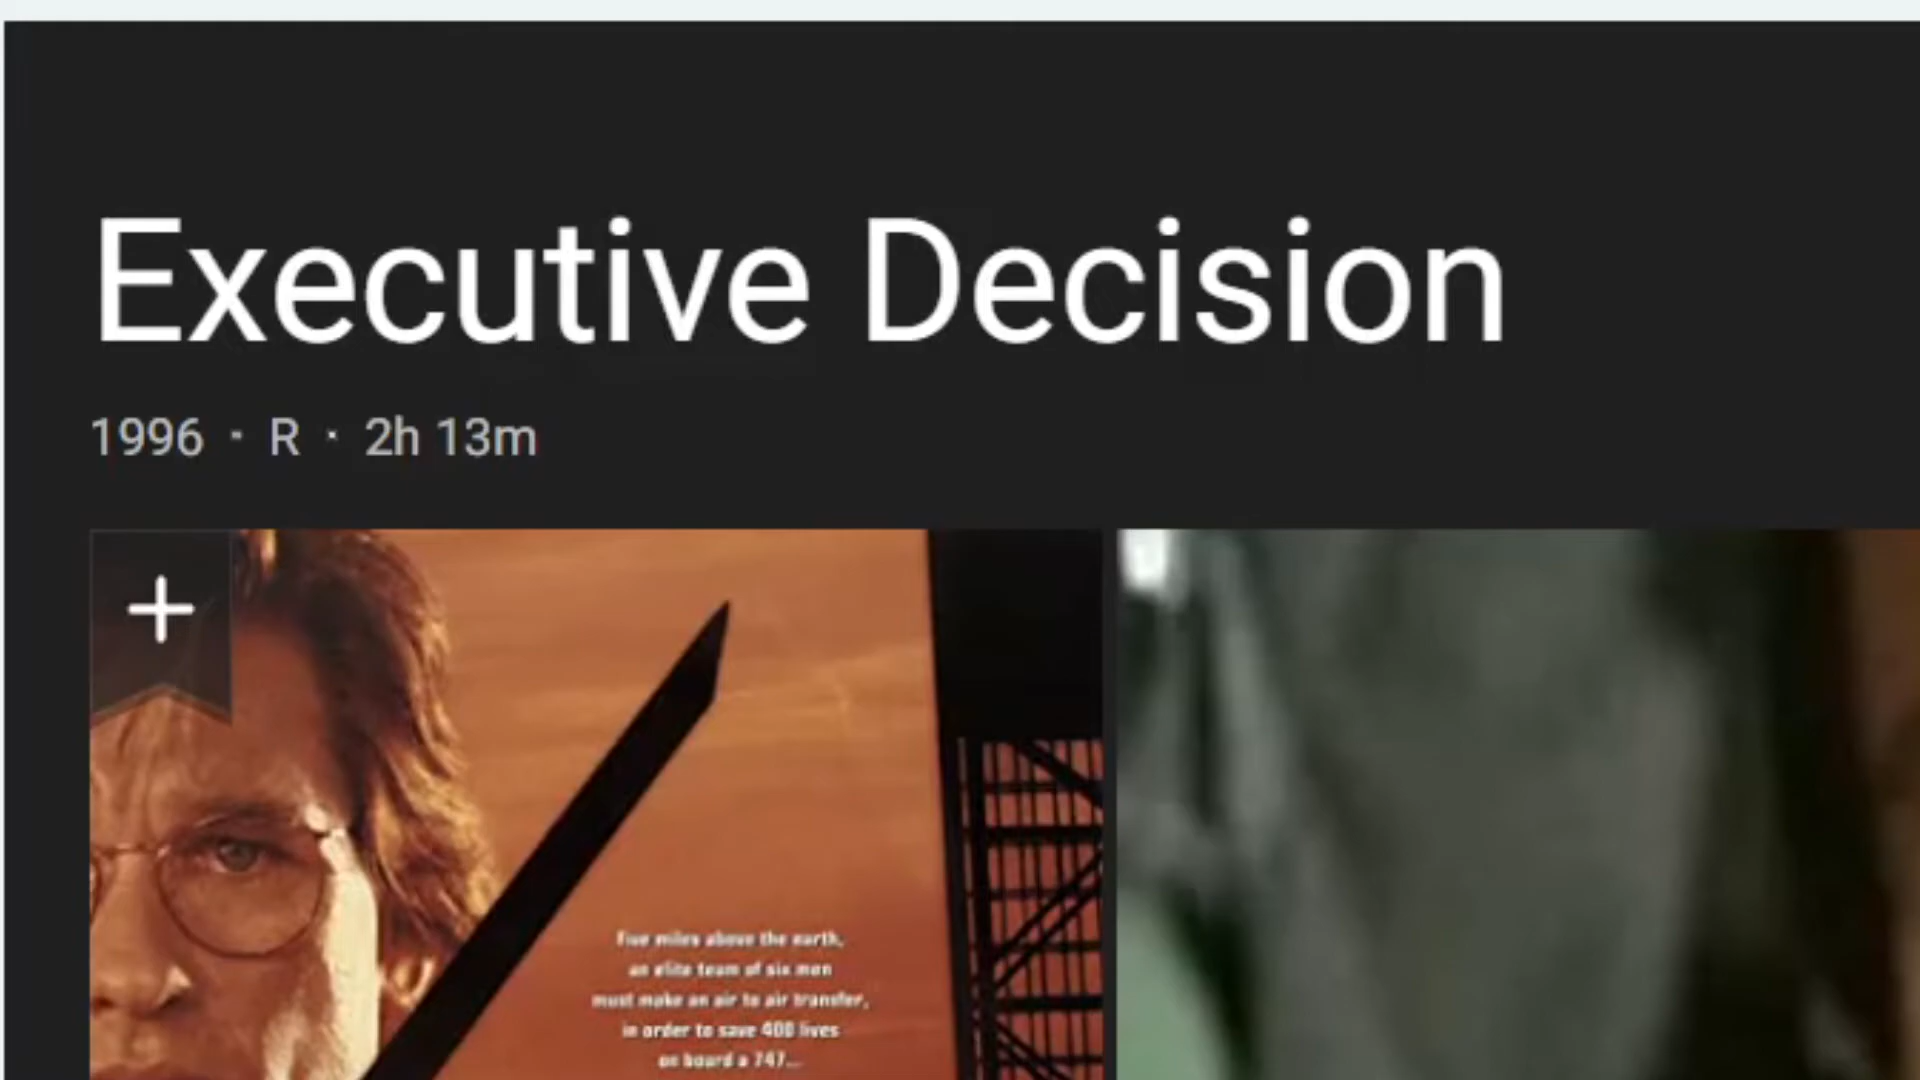 Executive Decision
1996 · R · 2h 13m
Five miles above the earth,
an elite team of six men
must make an air to air transfer,
in order to save 400 lives
on board a 747...